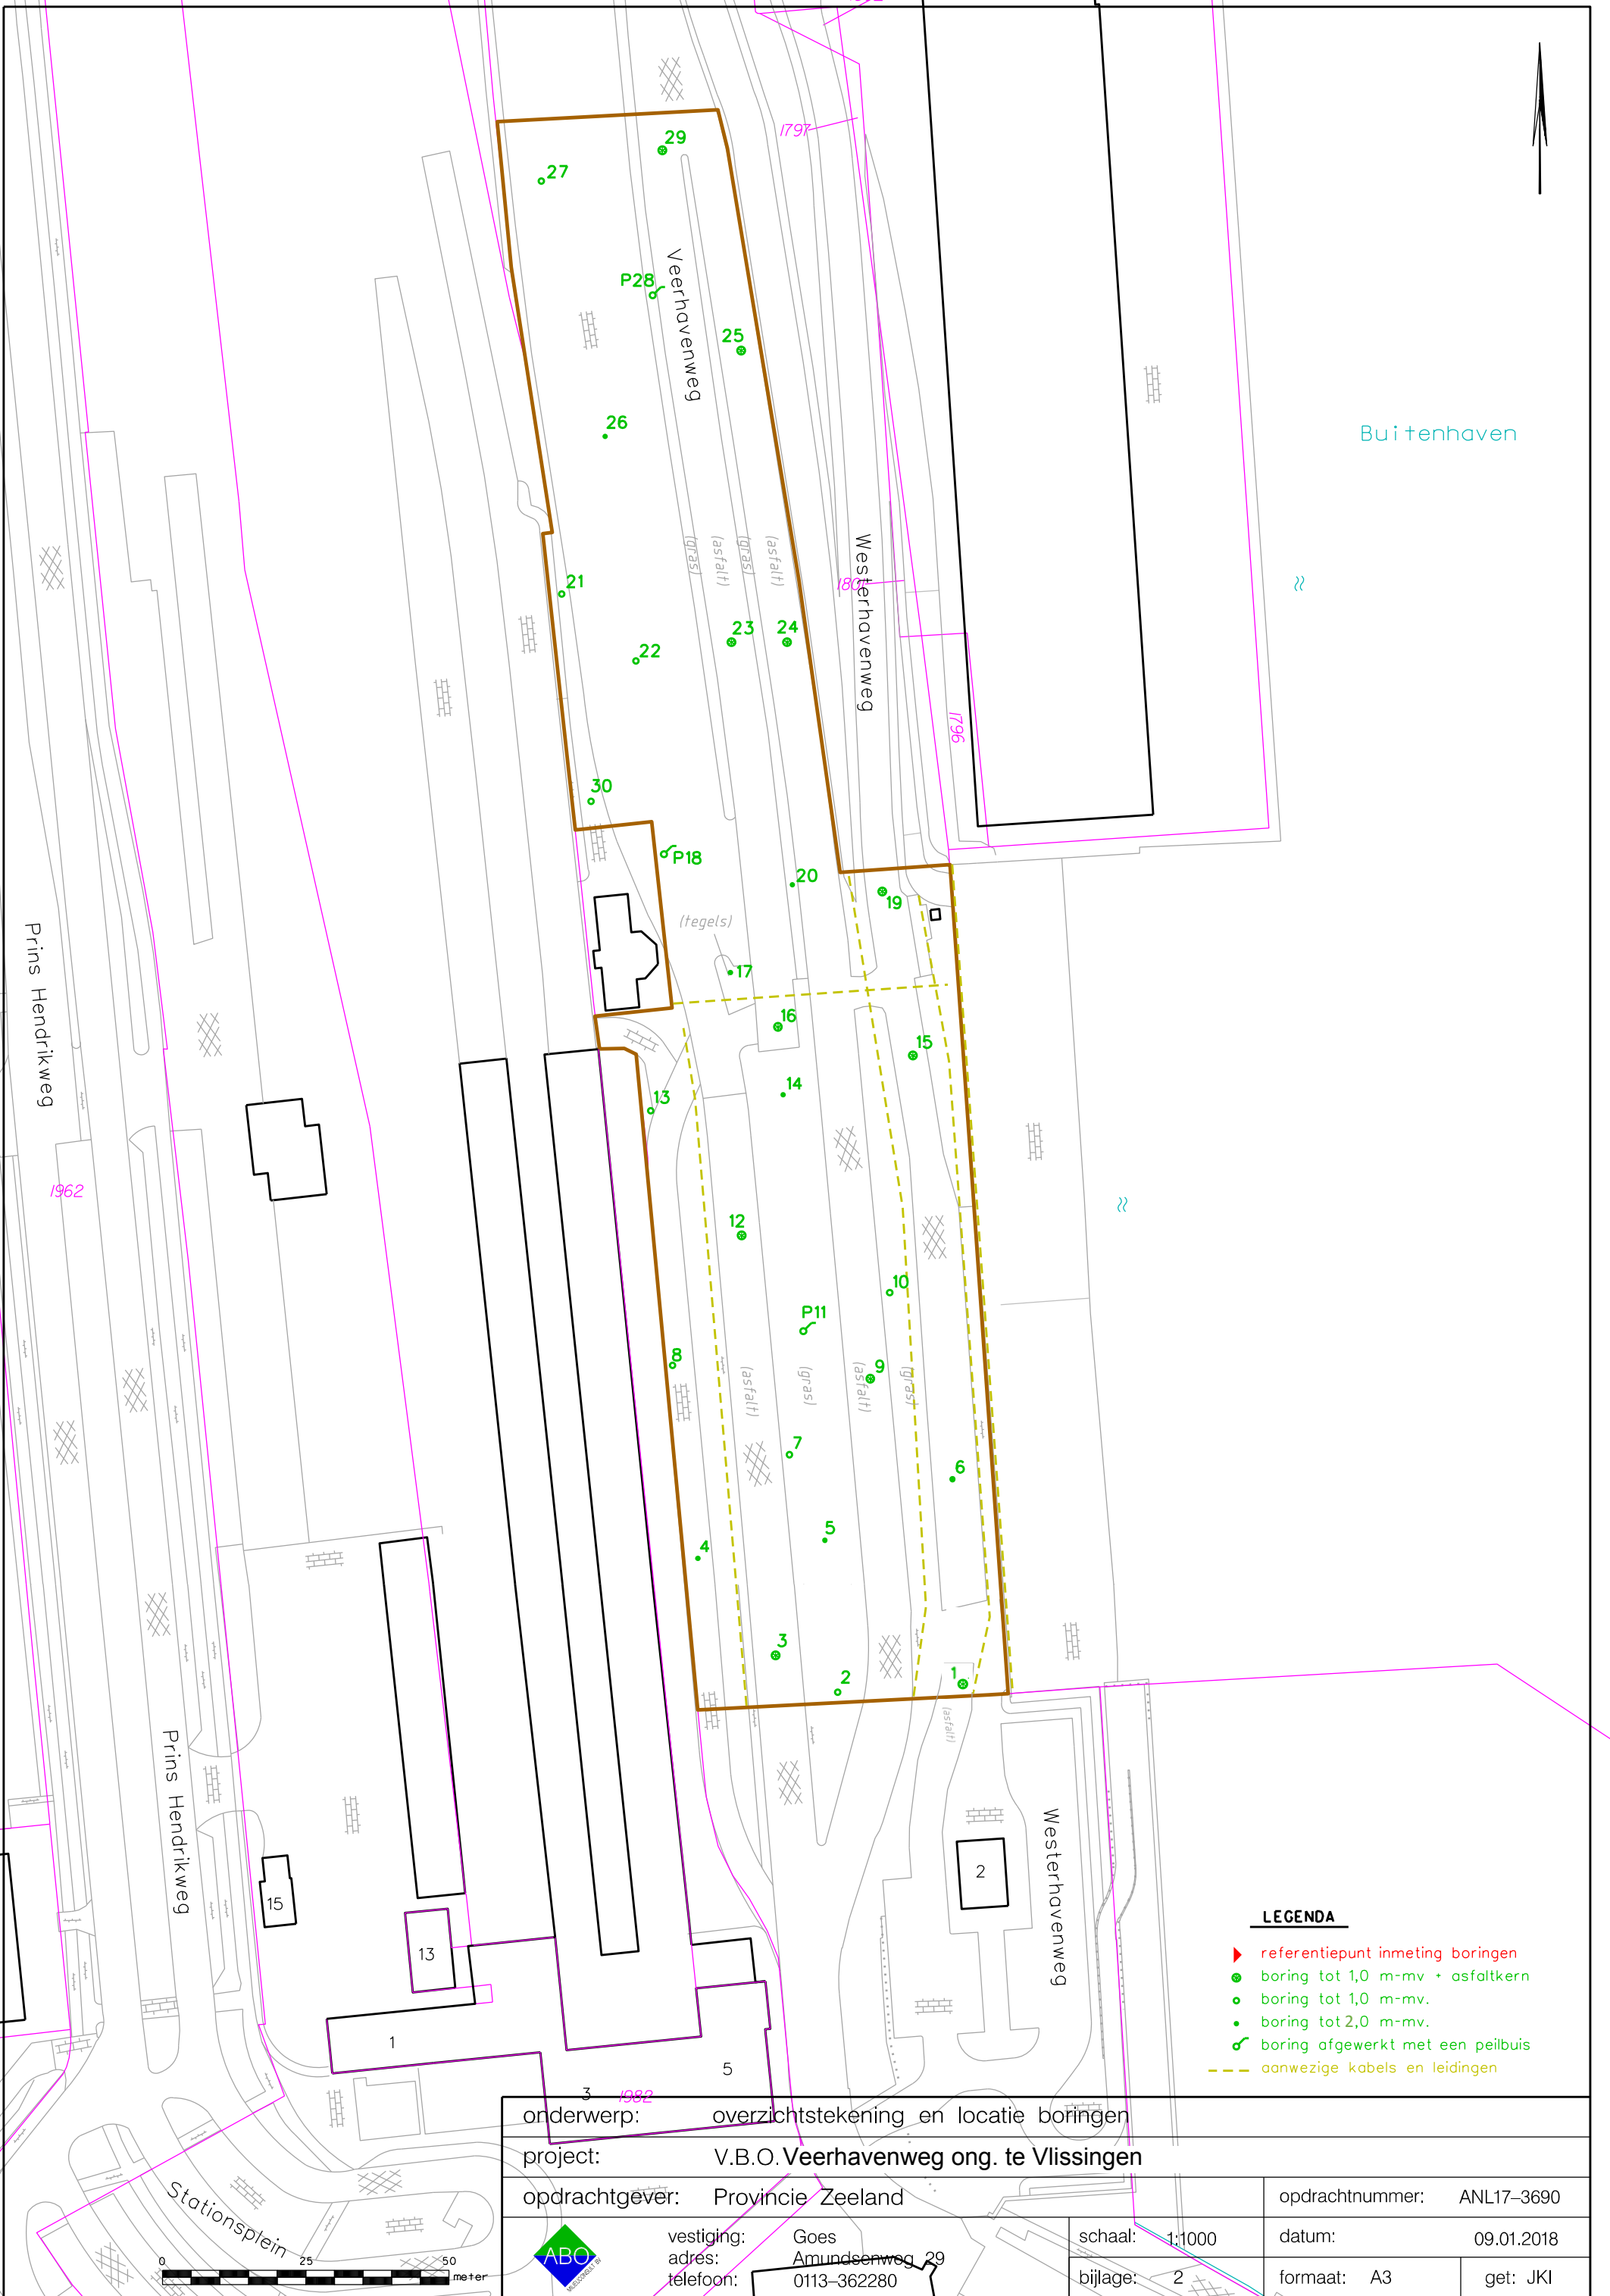 1797
29
27
Veerhavenweg
P28
25
Buitenhaven
26
(gras)
(asfalt)
(gras)
(asfalt)
Westerhavenweg
1801
21
23
24
22
1796
30
P18
20
19
(tegels)
Prins Hendrikweg
17
16
15
14
13
1962
12
10
P11
8
9
(asfalt)
(gras)
(asfalt)
(gras)
7
6
5
4
3
2
1
(asfalt)
Prins Hendrikweg
Westerhavenweg
2
15
13
1
5
3
1982
Stationsplein
0 25 50
meter
LEGENDA
referentiepunt inmeting boringen
boring tot 1,0 m-mv + asfaltkern
boring tot 1,0 m-mv.
boring tot 2,0 m-mv.
boring afgewerkt met een peilbuis
aanwezige kabels en leidingen
onderwerp: overzichtstekening en locatie boringen
project: V.B.O. Veerhavenweg ong. te Vlissingen
opdrachtgever: Provincie Zeeland
opdrachtnummer: ANL17-3690
ABO
vestiging: Goes
adres: Amundsenweg 29
telefoon: 0113-362280
schaal: 1:1000
datum: 09.01.2018
bijlage: 2
formaat: A3
get: JKI